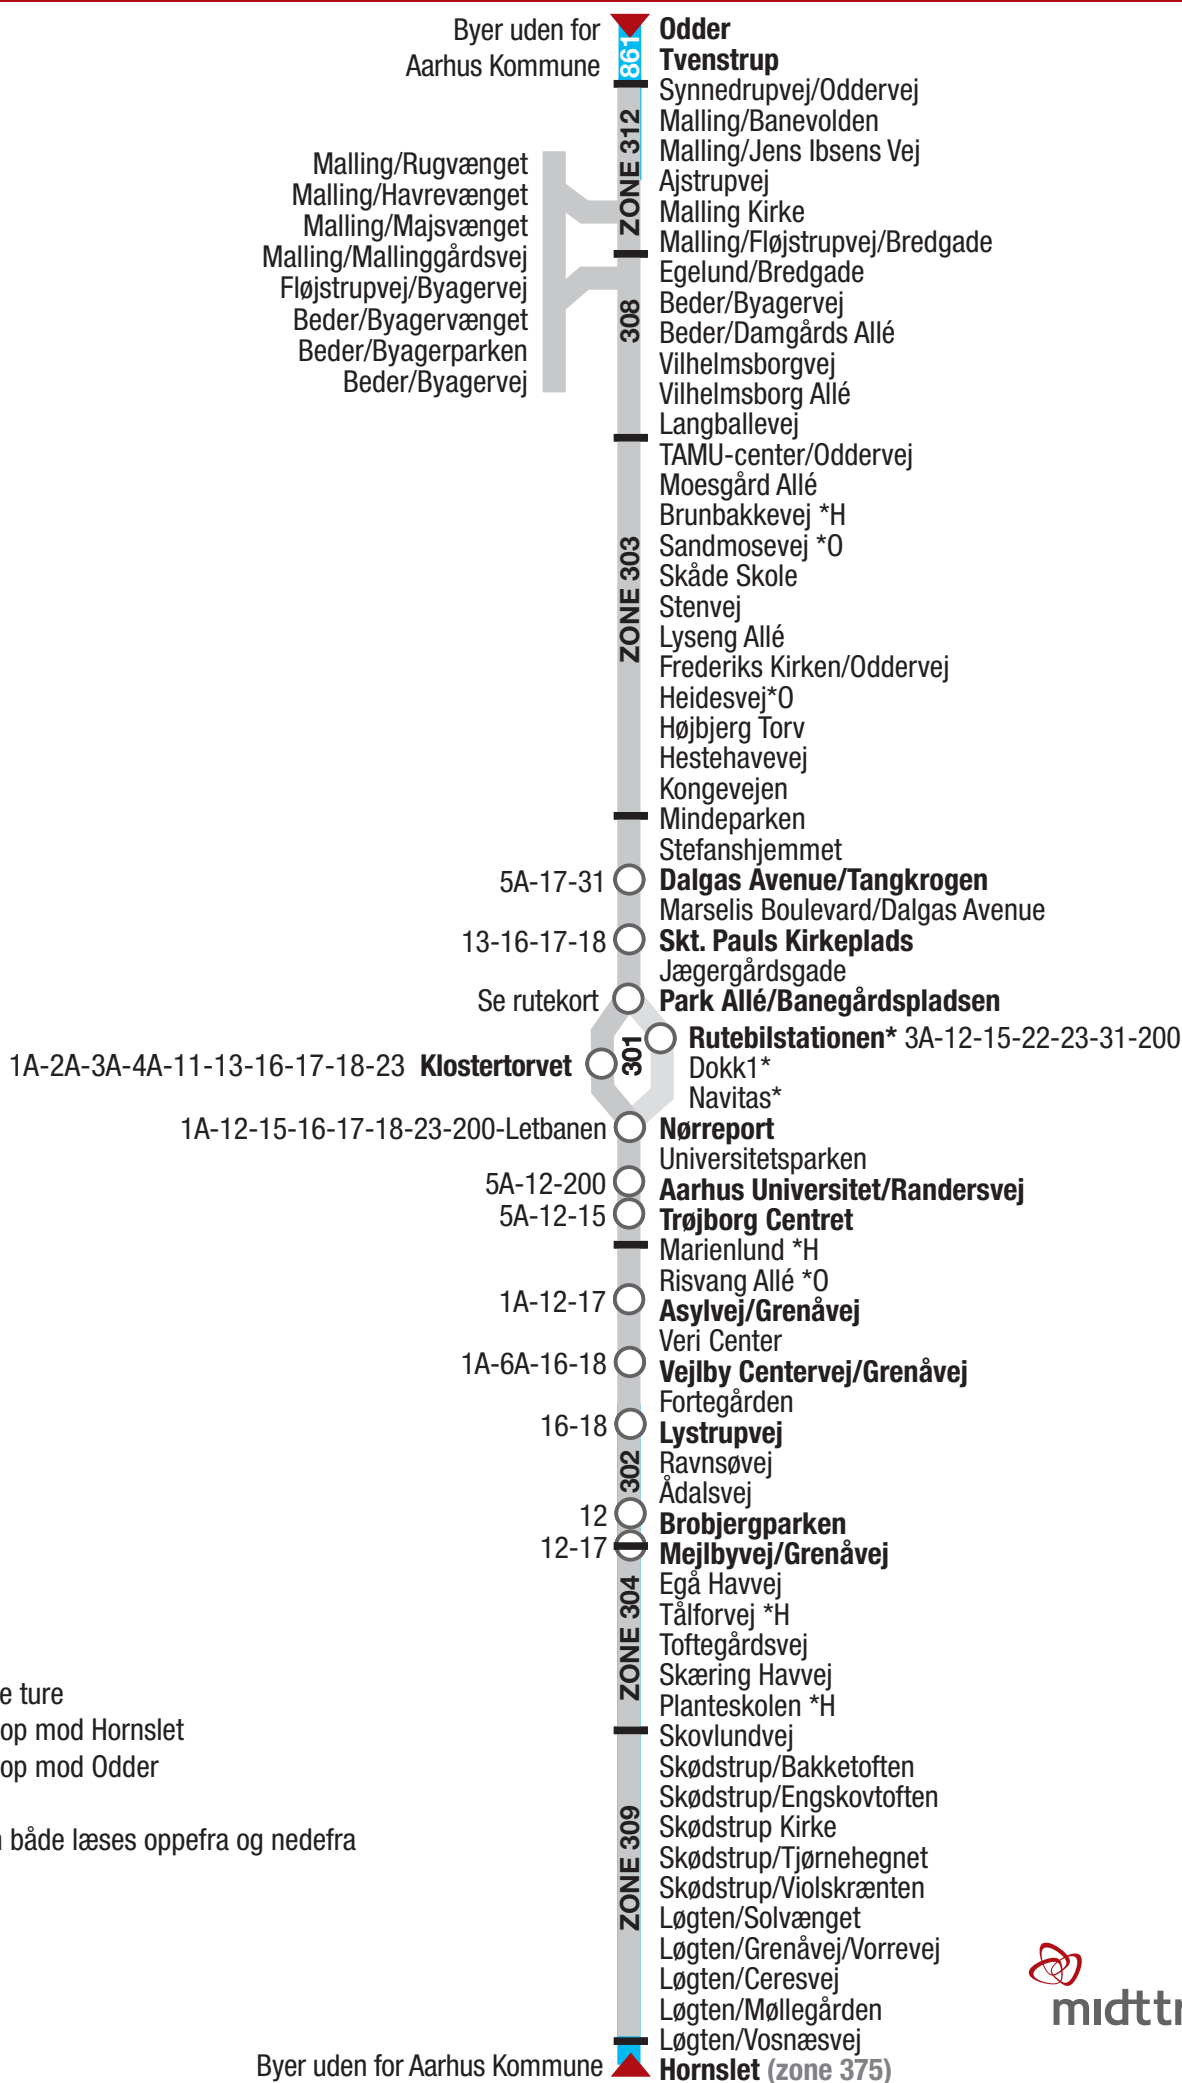 Byer uden for
Aarhus Kommune
861
Odder
Tvenstrup
Synnedrupvej/Oddervej
Malling/Banevolden
Malling/Jens Ibsens Vej
Ajstrupvej
Malling Kirke
Malling/Fløjstrupvej/Bredgade
ZONE 312
Malling/Rugvænget
Malling/Havrevænget
Malling/Majsvænget
Malling/Mallinggårdsvej
Fløjstrupvej/Byagervej
Beder/Byagervænget
Beder/Byagerparken
Beder/Byagervej
308
Egelund/Bredgade
Beder/Byagervej
Beder/Damgårds Allé
Vilhelmsborgvej
Vilhelmsborg Allé
Langballevej
ZONE 303
TAMU-center/Oddervej
Moesgård Allé
Brunbakkevej *H
Sandmosevej *O
Skåde Skole
Stenvej
Lyseng Allé
Frederiks Kirken/Oddervej
Heidesvej*O
Højbjerg Torv
Hestehavevej
Kongevejen
Mindeparken
Stefanshjemmet
5A-17-31 Dalgas Avenue/Tangkrogen
Marselis Boulevard/Dalgas Avenue
13-16-17-18 Skt. Pauls Kirkeplads
Jægergårdsgade
Se rutekort Park Allé/Banegårdspladsen
301
Rutebilstationen* 3A-12-15-22-23-31-200
1A-2A-3A-4A-11-13-16-17-18-23 Klostertorvet
Dokk1*
Navitas*
1A-12-15-16-17-18-23-200-Letbanen Nørreport
Universitetsparken
5A-12-200 Aarhus Universitet/Randersvej
5A-12-15 Trøjborg Centret
Marienlund *H
Risvang Allé *O
1A-12-17 Asylvej/Grenåvej
Veri Center
1A-6A-16-18 Vejlby Centervej/Grenåvej
Fortegården
16-18 Lystrupvej
302
Ravnsøvej
Ådalsvej
12 Brobjergparken
12-17 Mejlbyvej/Grenåvej
ZONE 304
Egå Havvej
Tålforvej *H
Toftegårdsvej
Skæring Havvej
Planteskolen *H
e ture
op mod Hornslet
op mod Odder
både læses oppefra og nedefra
ZONE 309
Skovlundvej
Skødstrup/Bakketoften
Skødstrup/Engskovtoften
Skødstrup Kirke
Skødstrup/Tjørnehegnet
Skødstrup/Violskrænten
Løgten/Solvænget
Løgten/Grenåvej/Vorrevej
Løgten/Ceresvej
Løgten/Møllegården
Løgten/Vosnæsvej
midttr
Byer uden for Aarhus Kommune Hornslet (zone 375)